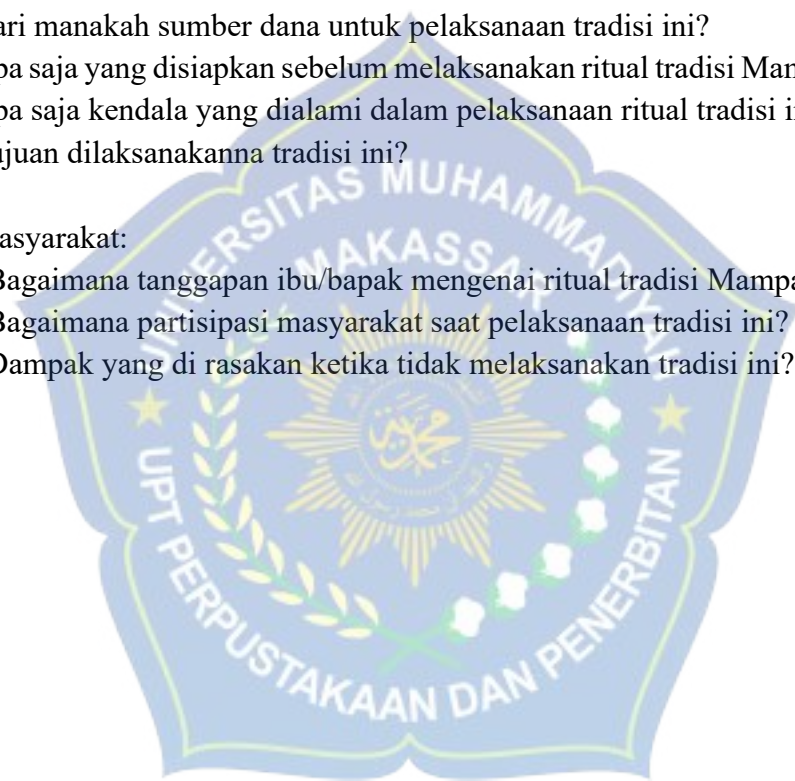 ari manakah sumber dana untuk pelaksanaan tradisi ini?
pa saja yang disiapkan sebelum melaksanakan ritual tradisi
pa saja kendala yang dialami dalam pelaksanaan ritual tradisi
ujuan dilaksanakanna tradisi ini?
asyarakat:
Bagaimana tanggapan ibu/bapak mengenai ritual tradisi
Bagaimana partisipasi masyarakat saat pelaksanaan tradisi ini?
Dampak yang di rasakan ketika tidak melaksanakan tradisi ini?
UNIVERSITAS MUHAMMADIYAH
MAKASSAR
UPT PERPUSTAKAAN DAN PENERBITAN